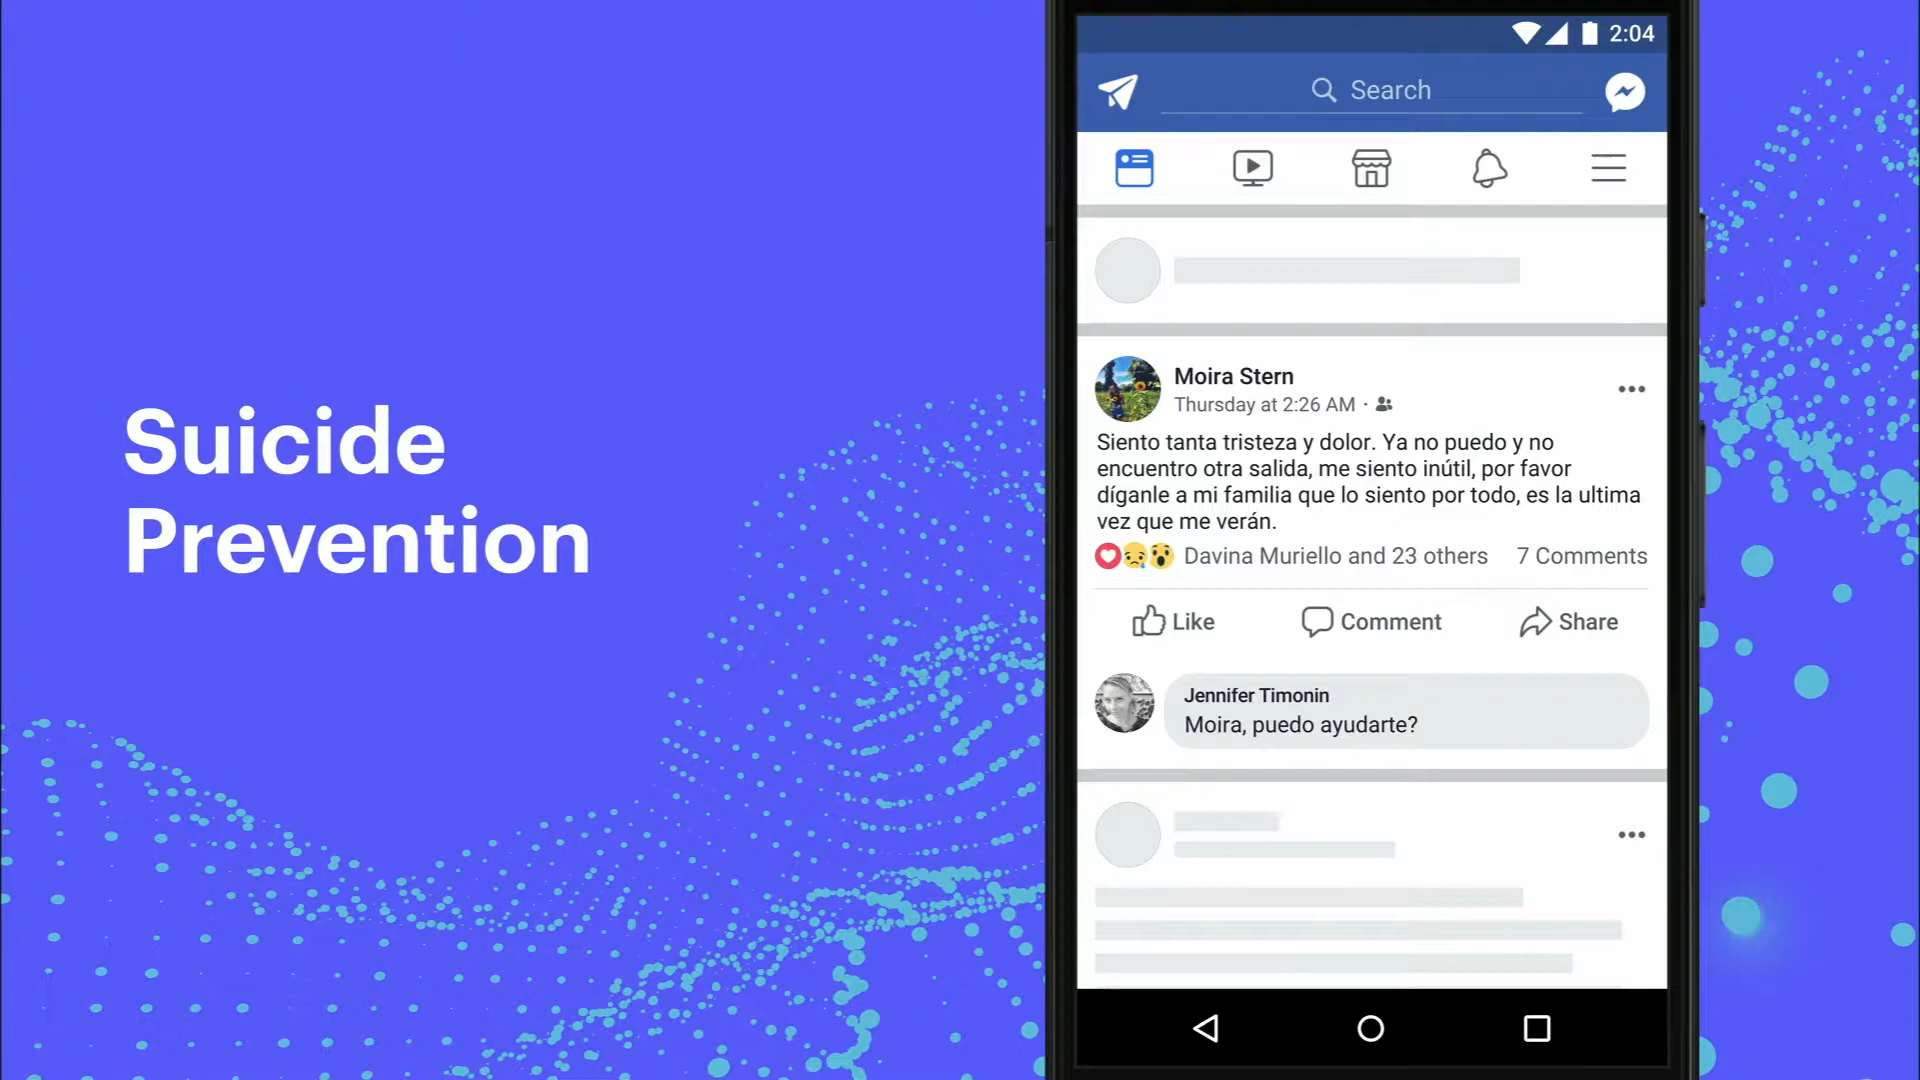 Suicide
Prevention
2:04
Search
Moira Stern
Thursday at 2:26 AM ·
Siento tanta tristeza y dolor. Ya no puedo y no
encuentro otra salida, me siento inútil, por favor
díganle a mi familia que lo siento por todo, es la ultima
vez que me verán.
Davina Muriello and 23 others 7 Comments
Like Comment Share
Jennifer Timonin
Moira, puedo ayudarte?